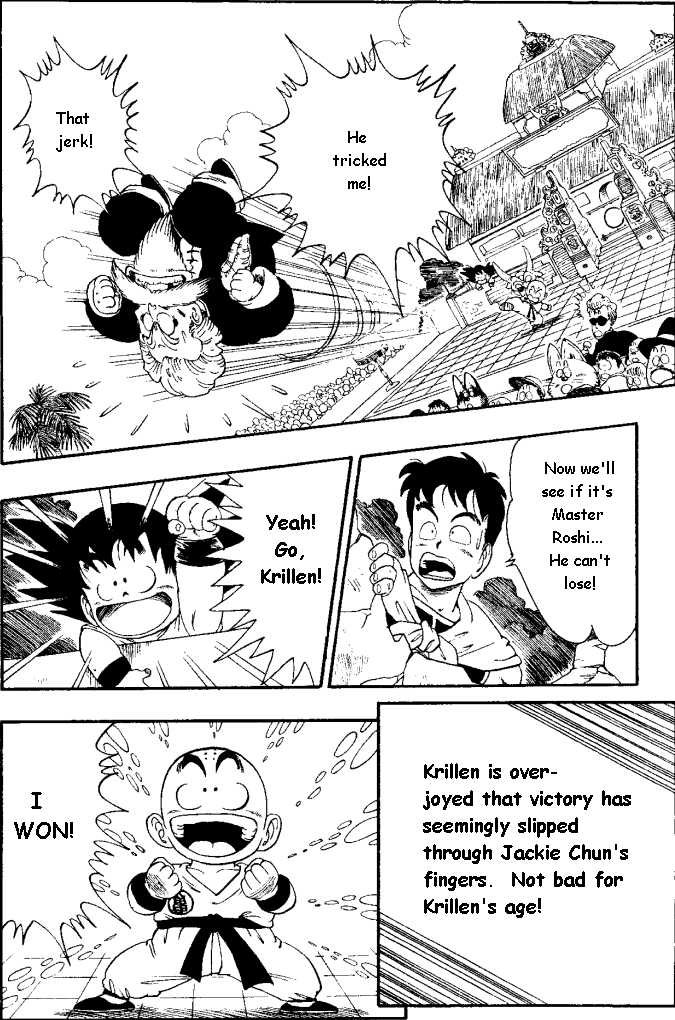 That
jerk!
He
tricked
me!
Yeah!
Go,
Krillen!
Now we'll
see if it's
Master
Roshi...
He can't
lose!
I
WON!
Krillen is over-
joyed that victory has
seemingly slipped
through Jackie Chun's
fingers.  Not bad for
Krillen's age!